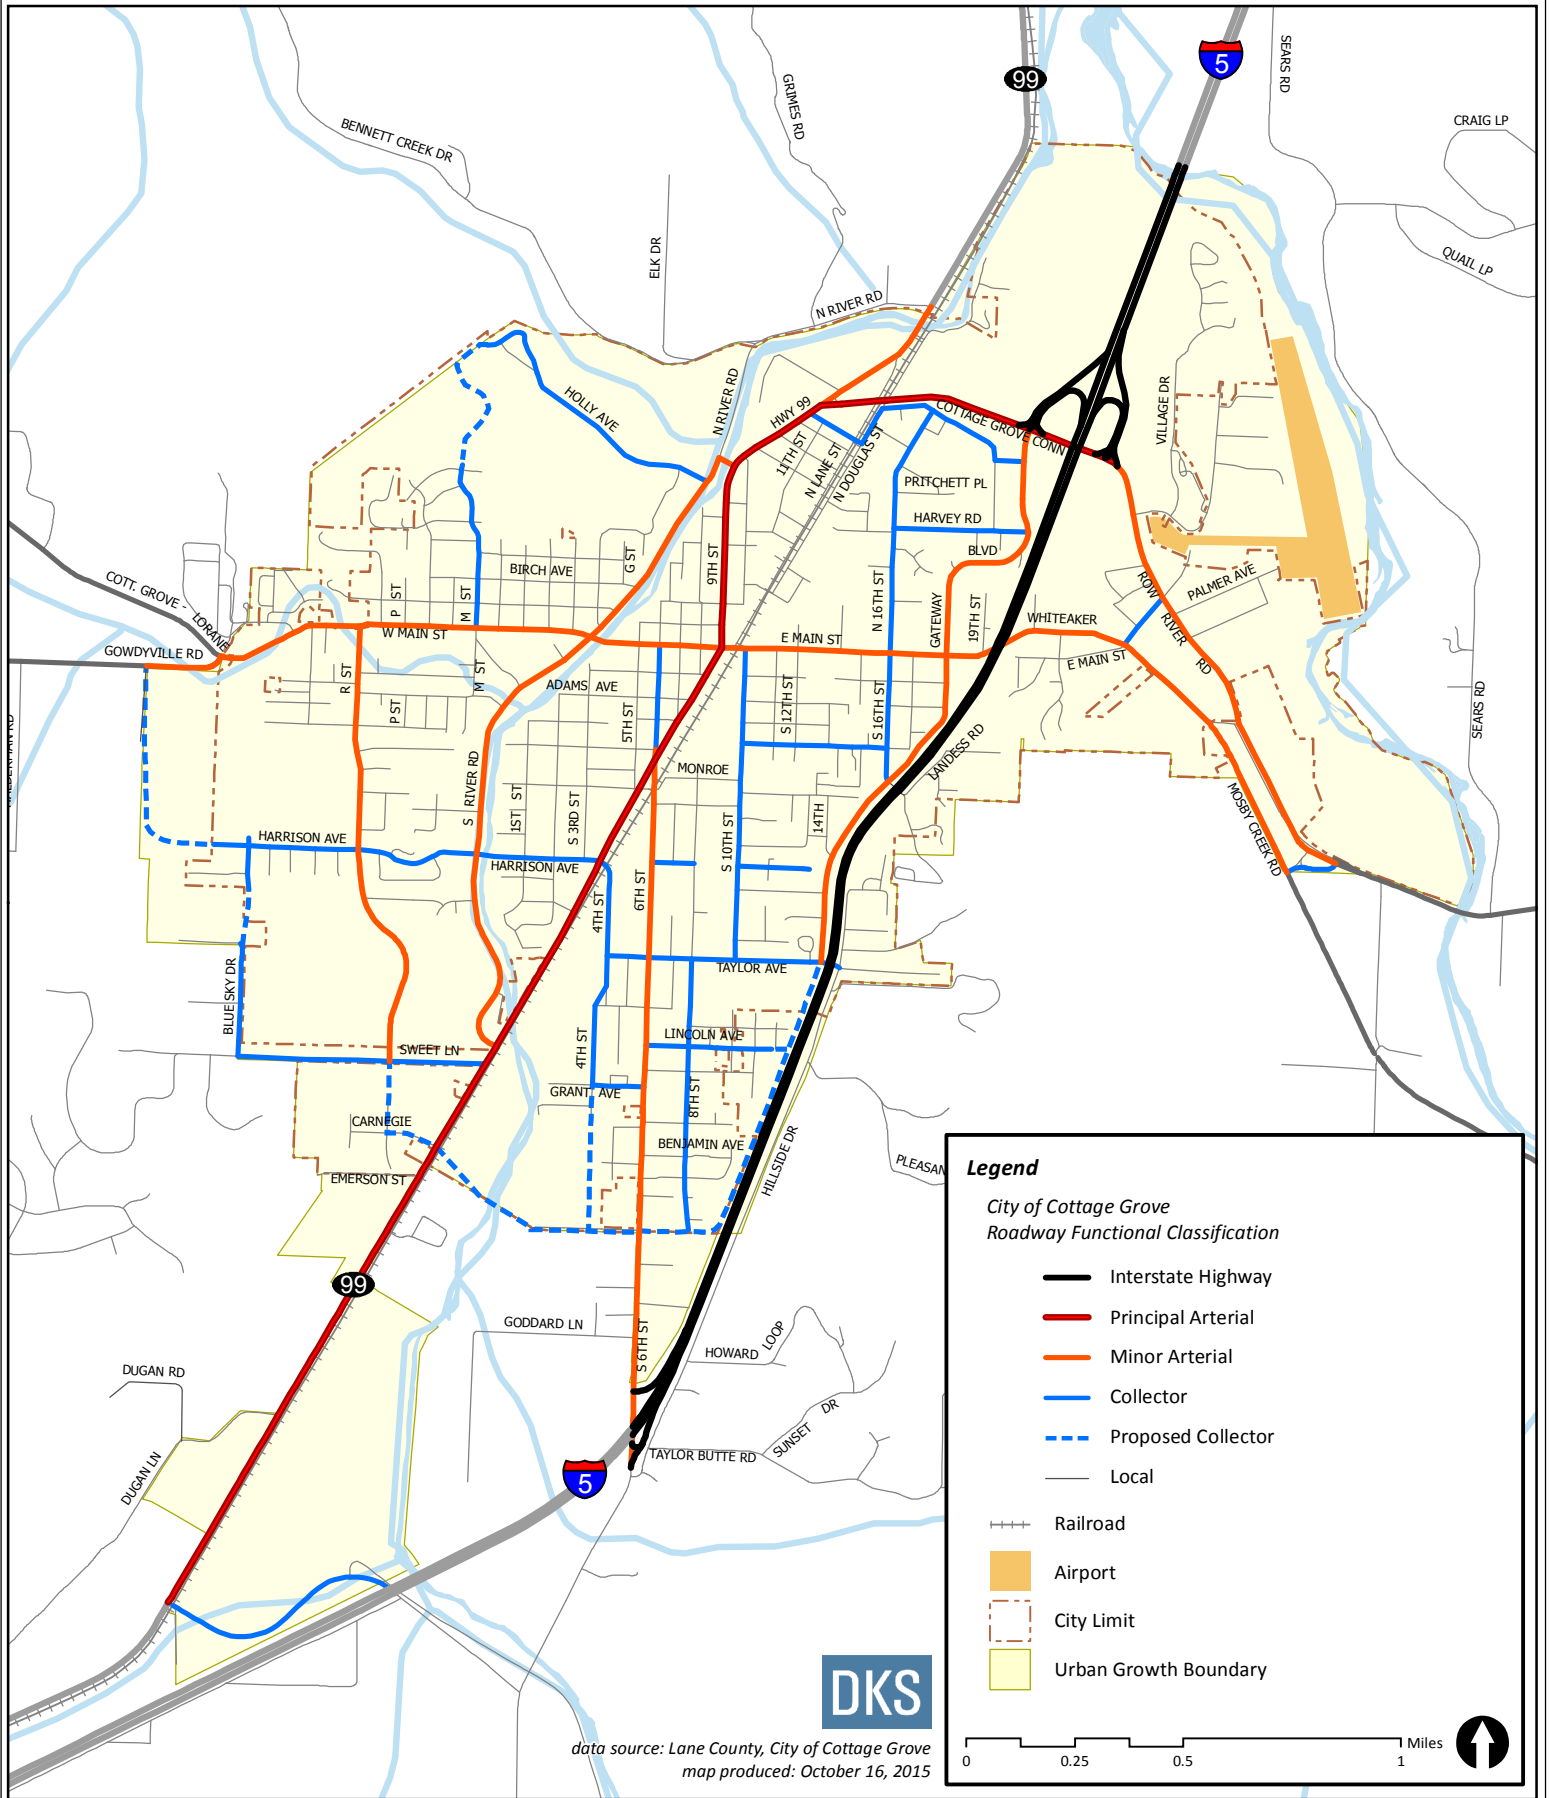 99
5
SEARS RD
GRIMES RD
CRAIG LP
BENNETT CREEK DR
ELK DR
QUAIL LP
N RIVER RD
N RIVER RD
HOLLY AVE
HWY 99
COTTAGE GROVE CONN
VILLAGE DR
11TH ST
N LANE ST
N DOUGLAS ST
PRITCHETT PL
HARVEY RD
BLVD
BIRCH AVE
G ST
9TH ST
COTT. GROVE -
LORANE
P ST
M ST
N 16TH ST
GATEWAY
19TH ST
ROW
RIVER
RD
PALMER AVE
WHITEAKER
GOWDYVILLE RD
W MAIN ST
E MAIN ST
E MAIN ST
R ST
P ST
M ST
ADAMS AVE
5TH ST
S 12TH ST
S 16TH ST
SEARS RD
LANDESS RD
MONROE
S RIVER RD
1ST ST
S 3RD ST
14TH
MOSBY CREEK RD
HARRISON AVE
HARRISON AVE
S 10TH ST
6TH ST
4TH ST
TAYLOR AVE
BLUE SKY DR
SWEET LN
4TH ST
LINCOLN AVE
GRANT AVE
8TH ST
CARNEGIE
BENJAMIN AVE
HILLSIDE DR
EMERSON ST
PLEASAN
99
GODDARD LN
S 6TH ST
HOWARD LOOP
DUGAN RD
SUNSET DR
TAYLOR BUTTE RD
DUGAN LN
5
Legend
City of Cottage Grove
Roadway Functional Classification
Interstate Highway
Principal Arterial
Minor Arterial
Collector
Proposed Collector
Local
Railroad
Airport
City Limit
Urban Growth Boundary
Miles
0 0.25 0.5 1
DKS
data source: Lane County, City of Cottage Grove
map produced: October 16, 2015